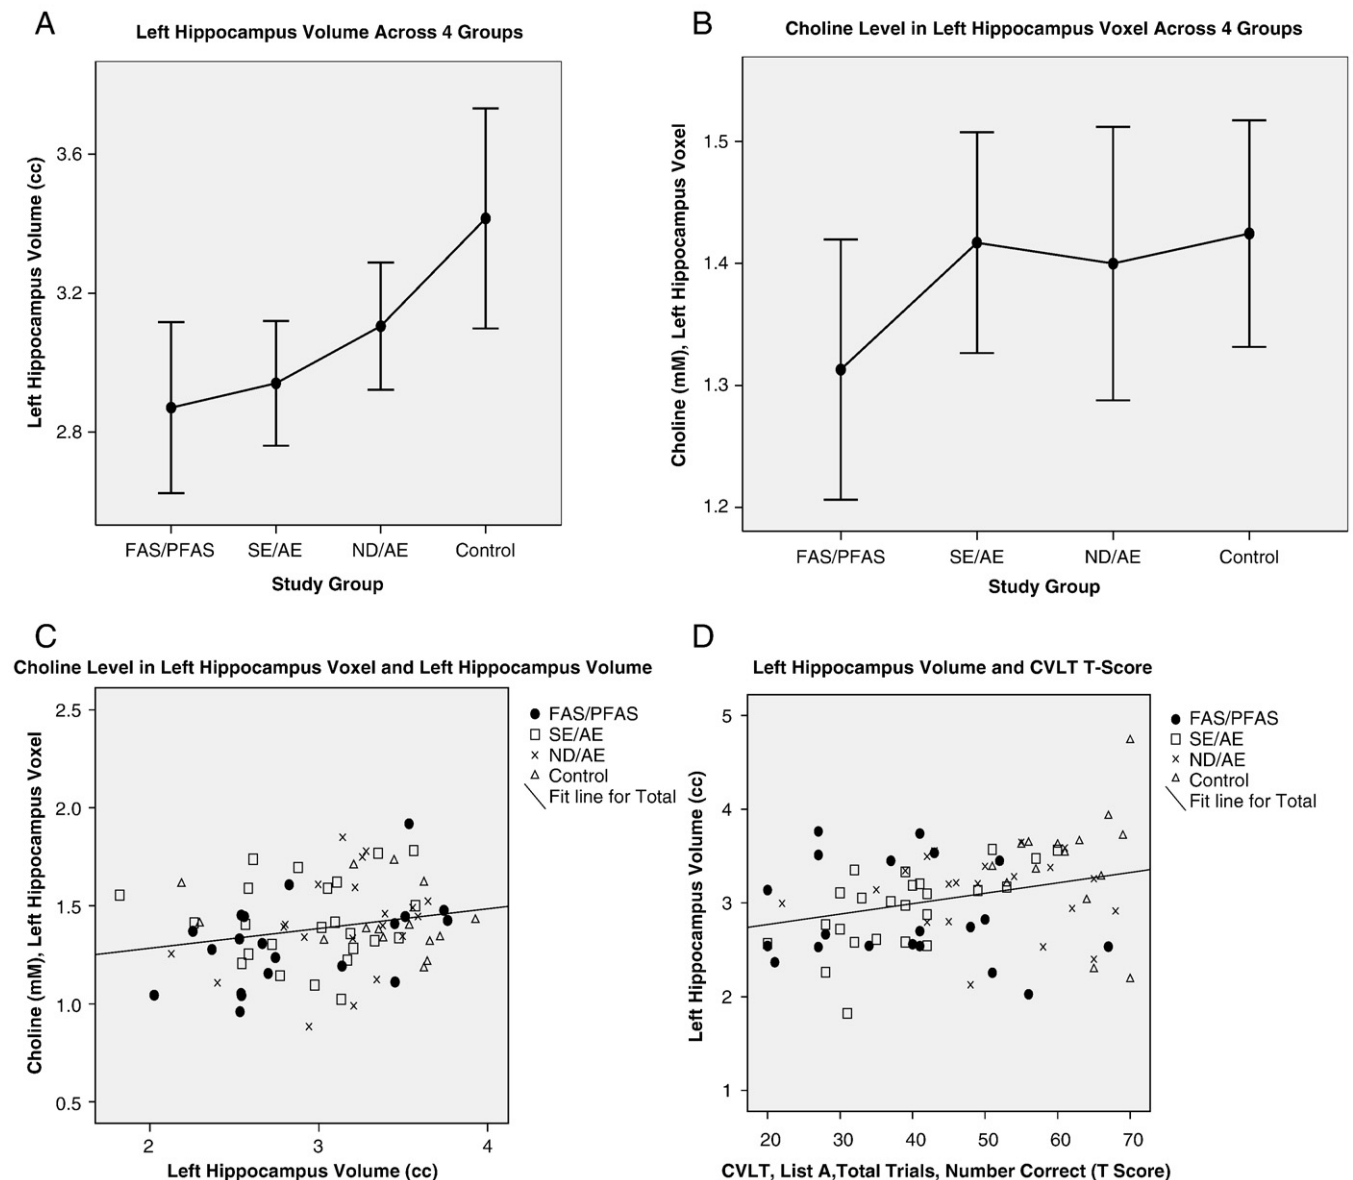 A
Left Hippocampus Volume Across 4 Groups
Left Hippocampus Volume (cc)
3.6
3.2
2.8
FAS/PFAS SE/AE ND/AE Control
Study Group
B
Choline Level in Left Hippocampus Voxel Across 4 Groups
Choline (mM), Left Hippocampus Voxel
1.5
1.4
1.3
1.2
FAS/PFAS SE/AE ND/AE Control
Study Group
C
Choline Level in Left Hippocampus Voxel and Left Hippocampus Volume
Choline (mM), Left Hippocampus Voxel
2.5
2.0
1.5
1.0
0.5
2 3 4
Left Hippocampus Volume (cc)
FAS/PFAS
SE/AE
ND/AE
Control
Fit line for Total
D
Left Hippocampus Volume and CVLT T-Score
Left Hippocampus Volume (cc)
5
4
3
2
1
20 30 40 50 60 70
CVLT, List A,Total Trials, Number Correct (T Score)
FAS/PFAS
SE/AE
ND/AE
Control
Fit line for Total